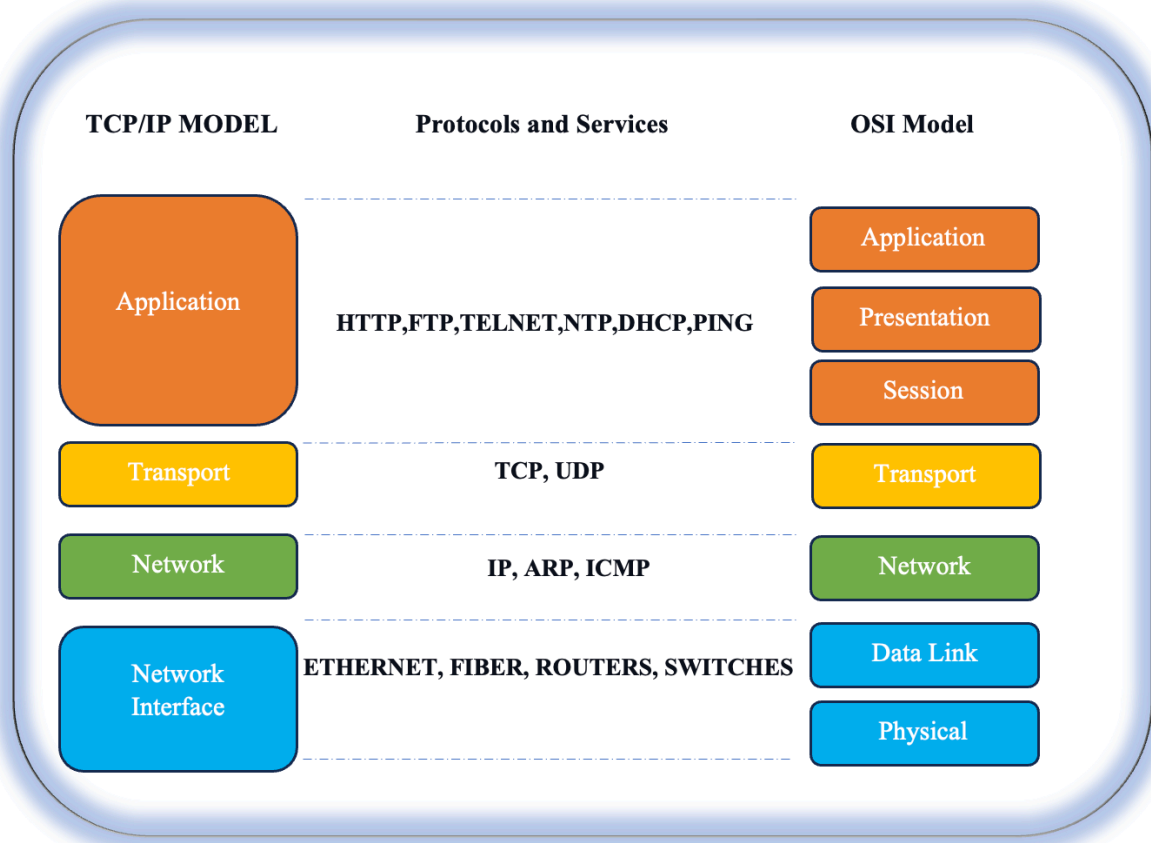 TCP/IP MODEL
Protocols and Services
OSI Model
Application
HTTP,FTP,TELNET,NTP,DHCP,PING
Application
Presentation
Session
Transport
TCP, UDP
Transport
Network
IP, ARP, ICMP
Network
Network
Interface
ETHERNET, FIBER, ROUTERS, SWITCHES
Data Link
Physical